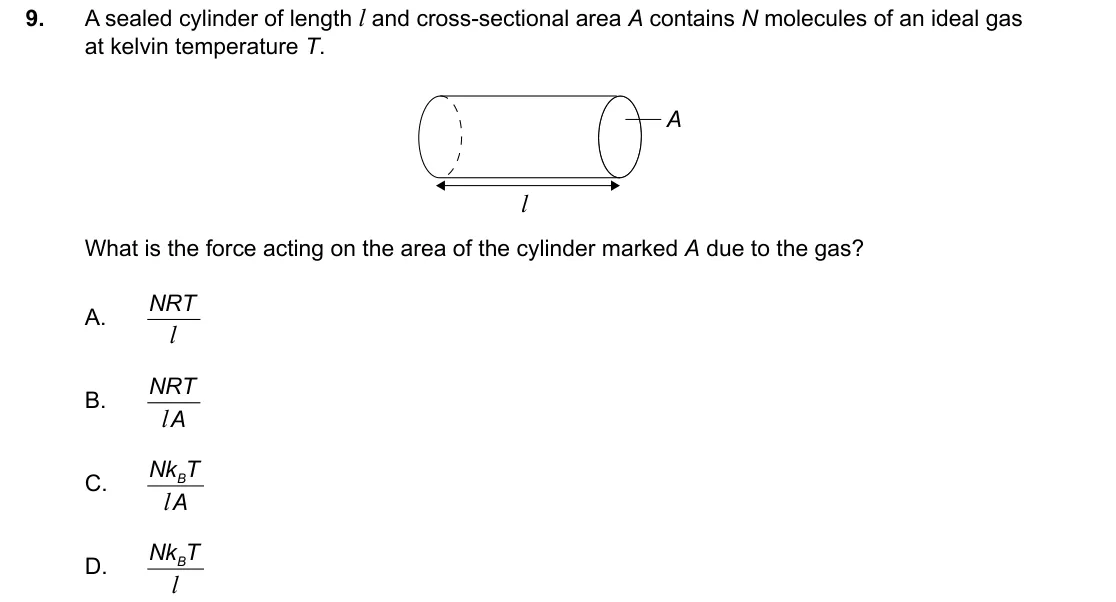 9. A sealed cylinder of length l and cross-sectional area A contains N molecules of an ideal gas
at kelvin temperature T.
A
l
What is the force acting on the area of the cylinder marked A due to the gas?
A. NRT
l
B. NRT
lA
C. Nk_BT
lA
D. Nk_BT
l